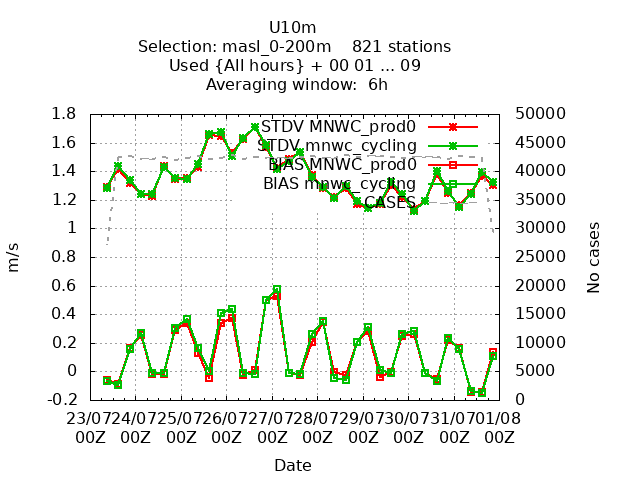 U10m
Selection: masl_0-200m    821 stations
Used {All hours} + 00 01 ... 09
Averaging window:  6h
1.8
1.6
1.4
1.2
1
0.8
0.6
0.4
0.2
0
-0.2
m/s
50000
45000
40000
35000
30000
25000
20000
15000
10000
5000
0
No cases
STDV MNWC_prod0
STDV mnwc_cycling
BIAS MNWC_prod0
BIAS mnwc_cycling
CASES
23/07 24/07 25/07 26/07 27/07 28/07 29/07 30/07 31/07 01/08
00Z 00Z 00Z 00Z 00Z 00Z 00Z 00Z 00Z 00Z
Date